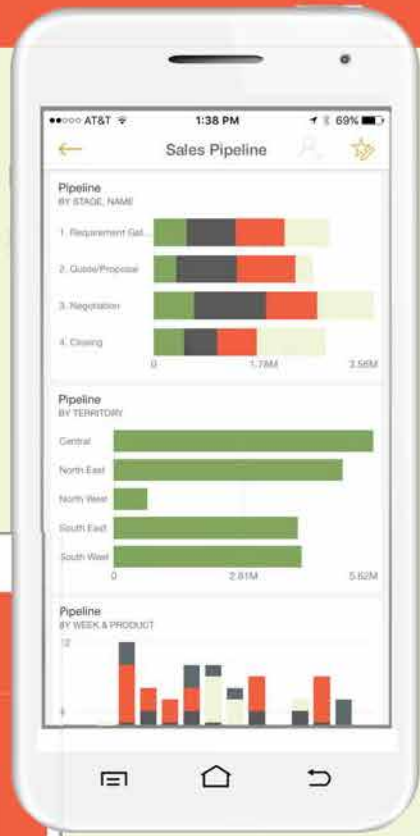 AT&T 1:38 PM 69%
Sales Pipeline
Pipeline
BY STAGE, NAME
1. Requirement Gat...
2. Quote/Proposal
3. Negotiation
4. Closing
0 1.78M 3.56M
Pipeline
BY TERRITORY
Central
North East
North West
South East
South West
0 2.81M 5.62M
Pipeline
BY WEEK & PRODUCT
12